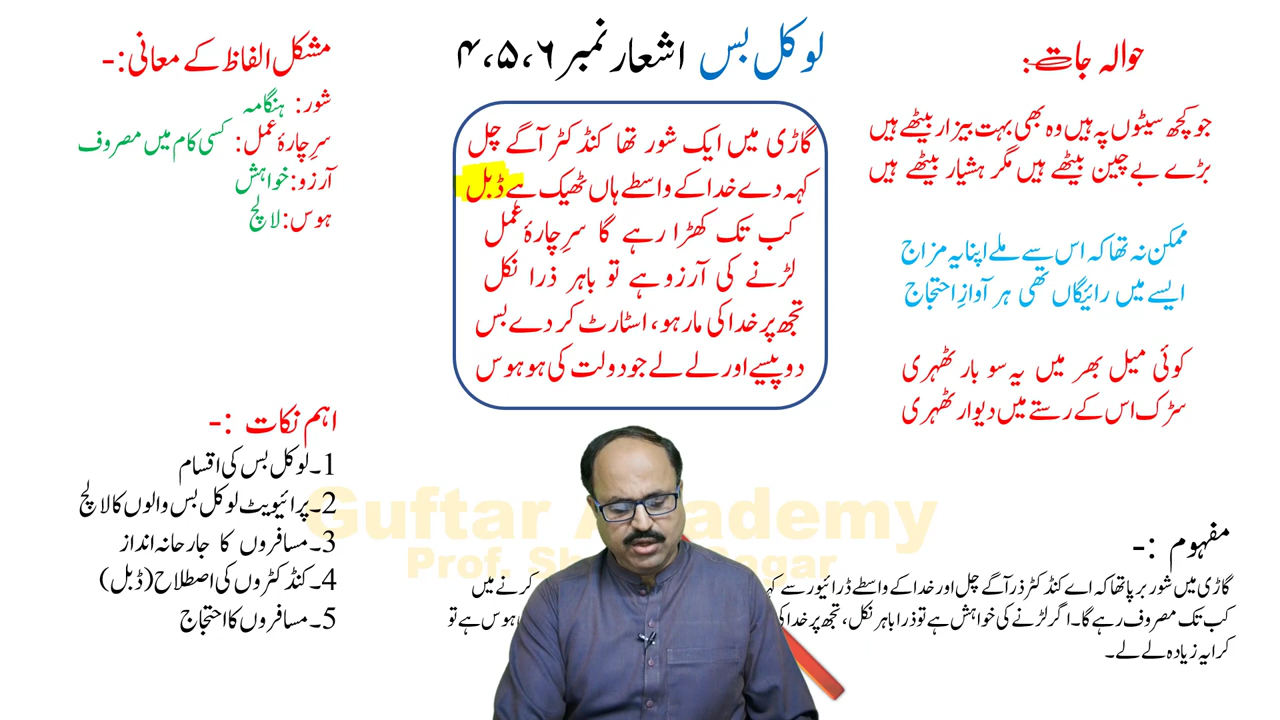 لوکل بس اشعار نمبر ۴،۵،۶
حوالہ جات:
جو کچھ سیٹوں پہ ہیں وہ بھی بہت بیزار بیٹھے ہیں
بڑے بے چین بیٹھے ہیں مگر ہشیار بیٹھے ہیں
ممکن نہ تھا کہ اس سے ملے اپنا یہ مزاج
ایسے میں رائیگاں تھی ہر آوازِ احتجاج
کوئی میل بھر میں یہ سو بار ٹھہری
سڑک اس کے رستے میں دیوار ٹھہری
گاڑی میں ایک شور تھا کنڈکٹر آگے چل
کہہ دے خدا کے واسطے ہاں ٹھیک ہے ڈبل
کب تک کھڑا رہے گا سرِ چارۂ عمل
لڑنے کی آرزو ہے تو باہر ذرا نکل
تجھ پر خدا کی مار ہو، اسٹارٹ کر دے بس
دو پیسے اور لے لے جو دولت کی ہو ہوس
مشکل الفاظ کے معانی:-
شور: ہنگامہ
سرِ چارۂ عمل: کسی کام میں مصروف
آرزو: خواہش
ہوس: لالچ
اہم نکات :-
1۔لوکل بس کی اقسام
2۔پرائیویٹ لوکل بس والوں کا لالچ
3۔مسافروں کا جارحانہ انداز
4۔کنڈکٹروں کی اصطلاح (ڈبل)
5۔مسافروں کا احتجاج
مفہوم :-
گاڑی میں شور برپا تھا کہ اے کنڈکٹر ذرا آگے چل اور خدا کے واسطے ڈرائیور سے کرنے میں
کب تک مصروف رہے گا۔ اگر لڑنے کی خواہش ہے تو ذرا باہر نکل، تجھ پر خدا کی ہوس ہے تو
کرایہ زیادہ لے لے۔
Guftar Academy
Prof.